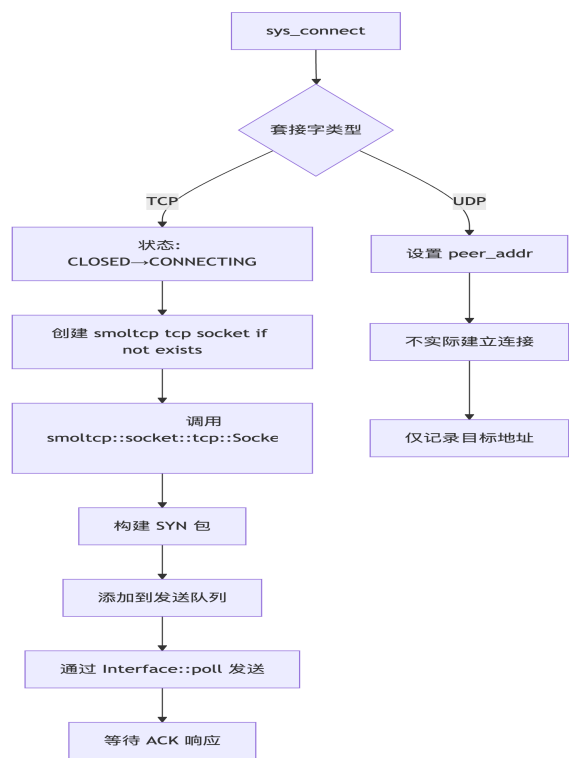 sys_connect
套接字类型
TCP
UDP
状态:
CLOSED→CONNECTING
设置 peer_addr
创建 smoltcp tcp socket if
not exists
不实际建立连接
调用
smoltcp::socket::tcp::Socke
仅记录目标地址
构建 SYN 包
添加到发送队列
通过 Interface::poll 发送
等待 ACK 响应